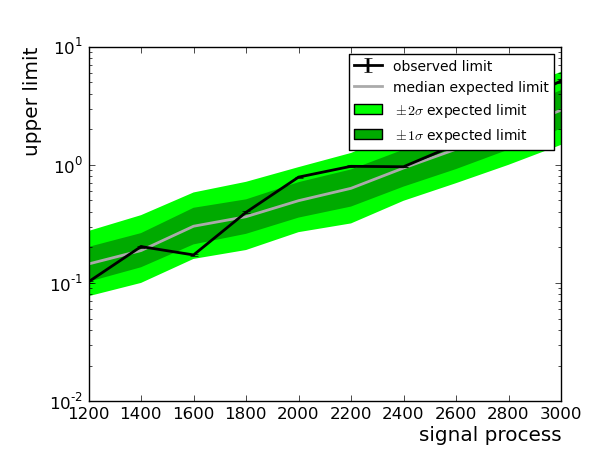 10^1
observed limit
median expected limit
±2σ expected limit
±1σ expected limit
upper limit
10^0
10^-1
10^-2
1200 1400 1600 1800 2000 2200 2400 2600 2800 3000
signal process